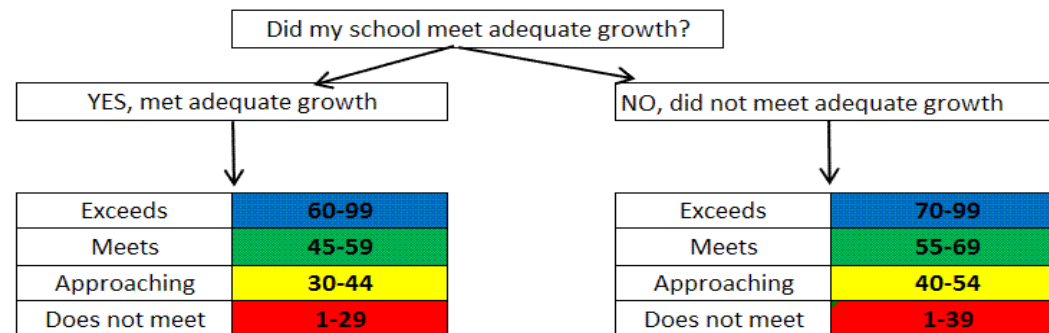 Did my school meet adequate growth?
YES, met adequate growth
NO, did not meet adequate growth
Exceeds 60-99
Meets 45-59
Approaching 30-44
Does not meet 1-29
Exceeds 70-99
Meets 55-69
Approaching 40-54
Does not meet 1-39